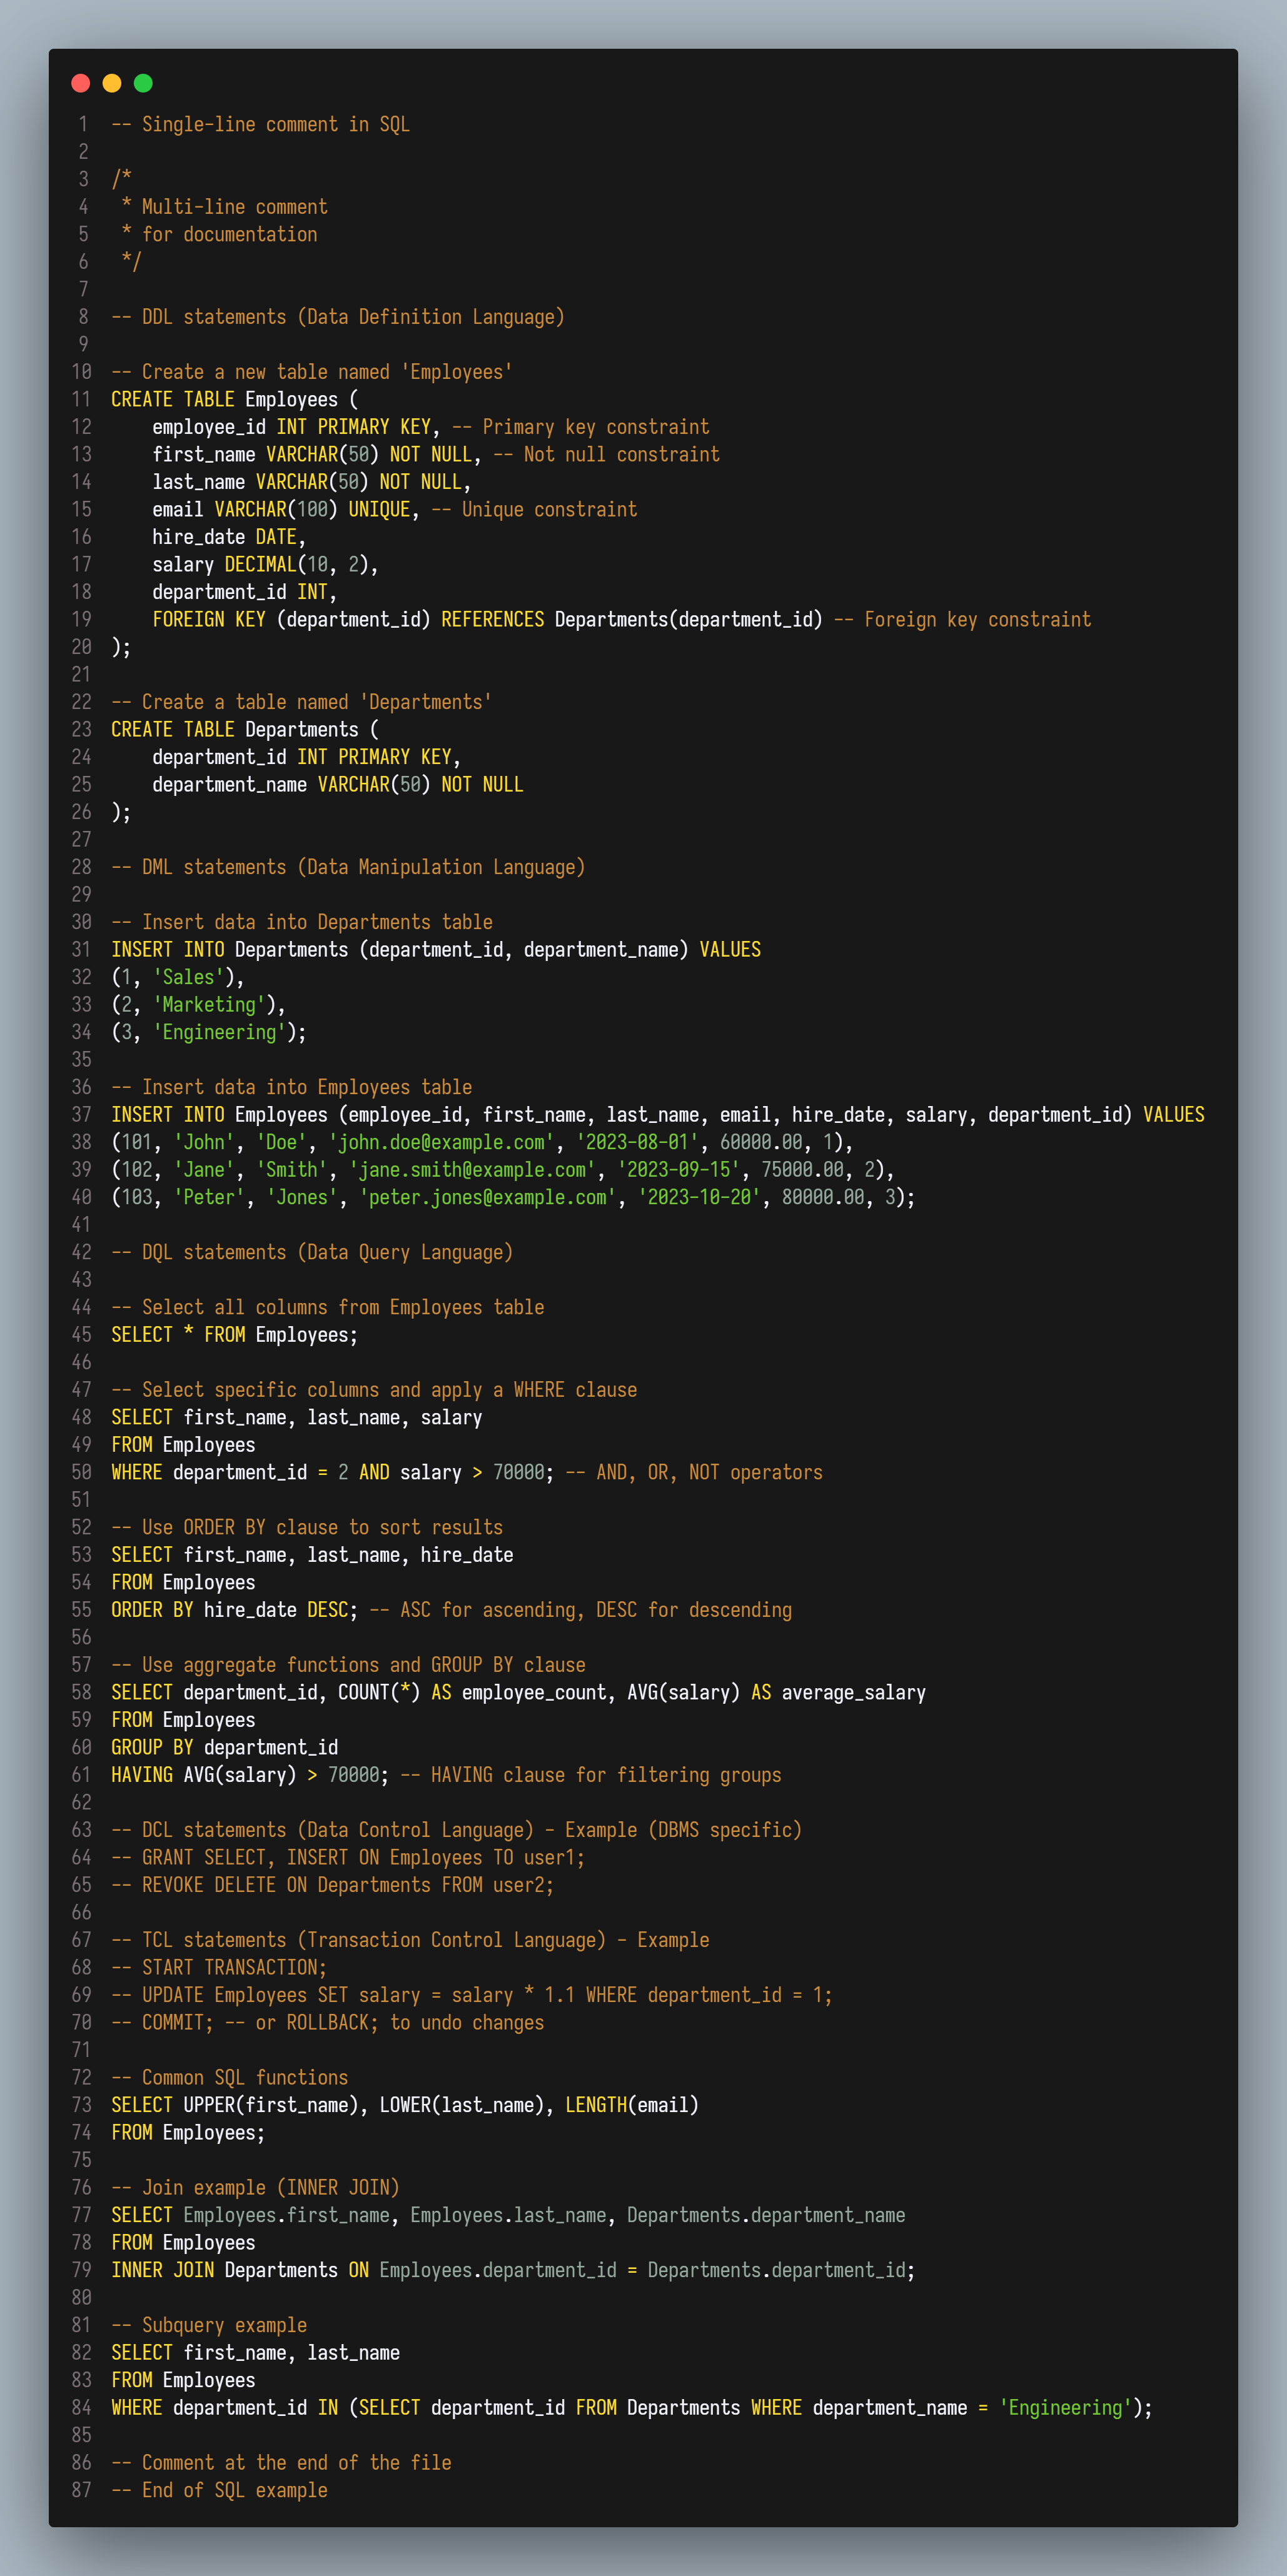 1 -- Single-line comment in SQL
2
3 /*
4  * Multi-line comment
5  * for documentation
6  */
7
8 -- DDL statements (Data Definition Language)
9
10 -- Create a new table named 'Employees'
11 CREATE TABLE Employees (
12     employee_id INT PRIMARY KEY, -- Primary key constraint
13     first_name VARCHAR(50) NOT NULL, -- Not null constraint
14     last_name VARCHAR(50) NOT NULL,
15     email VARCHAR(100) UNIQUE, -- Unique constraint
16     hire_date DATE,
17     salary DECIMAL(10, 2),
18     department_id INT,
19     FOREIGN KEY (department_id) REFERENCES Departments(department_id) -- Foreign key constraint
20 );
21
22 -- Create a table named 'Departments'
23 CREATE TABLE Departments (
24     department_id INT PRIMARY KEY,
25     department_name VARCHAR(50) NOT NULL
26 );
27
28 -- DML statements (Data Manipulation Language)
29
30 -- Insert data into Departments table
31 INSERT INTO Departments (department_id, department_name) VALUES
32 (1, 'Sales'),
33 (2, 'Marketing'),
34 (3, 'Engineering');
35
36 -- Insert data into Employees table
37 INSERT INTO Employees (employee_id, first_name, last_name, email, hire_date, salary, department_id) VALUES
38 (101, 'John', 'Doe', 'john.doe@example.com', '2023-08-01', 60000.00, 1),
39 (102, 'Jane', 'Smith', 'jane.smith@example.com', '2023-09-15', 75000.00, 2),
40 (103, 'Peter', 'Jones', 'peter.jones@example.com', '2023-10-20', 80000.00, 3);
41
42 -- DQL statements (Data Query Language)
43
44 -- Select all columns from Employees table
45 SELECT * FROM Employees;
46
47 -- Select specific columns and apply a WHERE clause
48 SELECT first_name, last_name, salary
49 FROM Employees
50 WHERE department_id = 2 AND salary > 70000; -- AND, OR, NOT operators
51
52 -- Use ORDER BY clause to sort results
53 SELECT first_name, last_name, hire_date
54 FROM Employees
55 ORDER BY hire_date DESC; -- ASC for ascending, DESC for descending
56
57 -- Use aggregate functions and GROUP BY clause
58 SELECT department_id, COUNT(*) AS employee_count, AVG(salary) AS average_salary
59 FROM Employees
60 GROUP BY department_id
61 HAVING AVG(salary) > 70000; -- HAVING clause for filtering groups
62
63 -- DCL statements (Data Control Language) - Example (DBMS specific)
64 -- GRANT SELECT, INSERT ON Employees TO user1;
65 -- REVOKE DELETE ON Departments FROM user2;
66
67 -- TCL statements (Transaction Control Language) - Example
68 -- START TRANSACTION;
69 -- UPDATE Employees SET salary = salary * 1.1 WHERE department_id = 1;
70 -- COMMIT; -- or ROLLBACK; to undo changes
71
72 -- Common SQL functions
73 SELECT UPPER(first_name), LOWER(last_name), LENGTH(email)
74 FROM Employees;
75
76 -- Join example (INNER JOIN)
77 SELECT Employees.first_name, Employees.last_name, Departments.department_name
78 FROM Employees
79 INNER JOIN Departments ON Employees.department_id = Departments.department_id;
80
81 -- Subquery example
82 SELECT first_name, last_name
83 FROM Employees
84 WHERE department_id IN (SELECT department_id FROM Departments WHERE department_name = 'Engineering');
85
86 -- Comment at the end of the file
87 -- End of SQL example